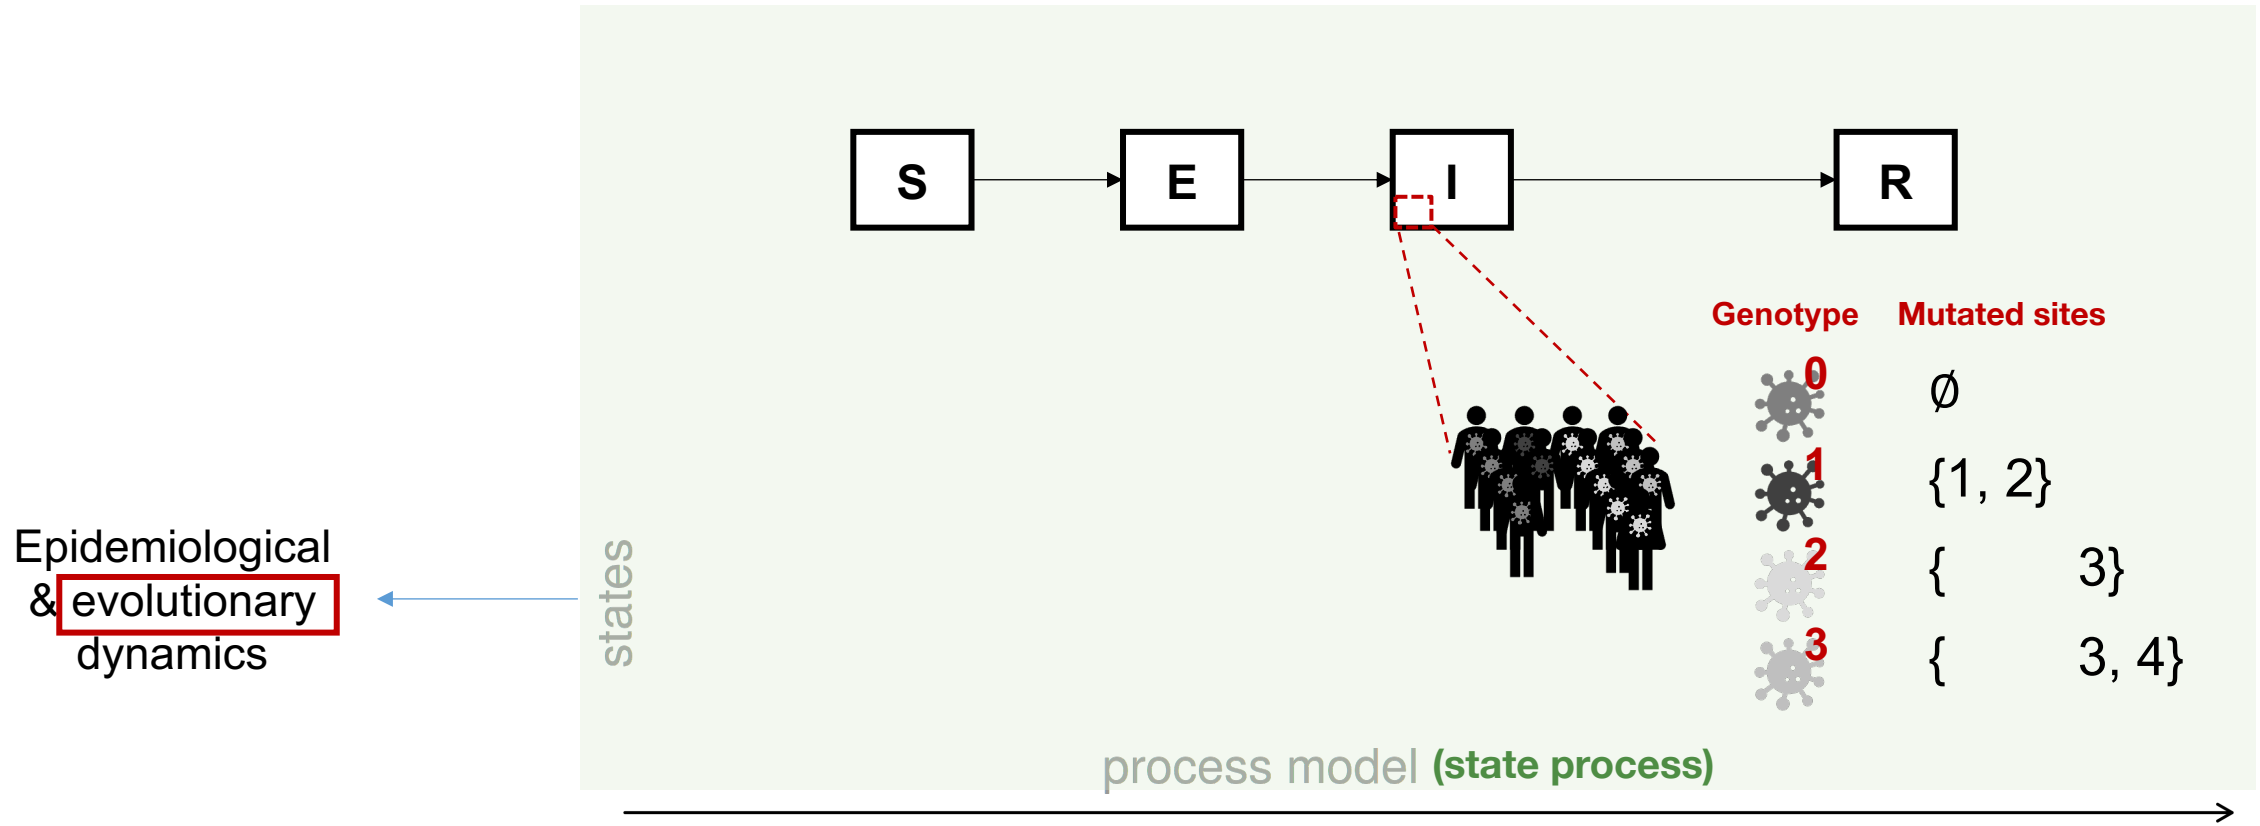 S
E
I
R
Genotype Mutated sites
0 ∅
1 {1, 2}
2 { 3}
3 { 3, 4}
Epidemiological
& evolutionary
dynamics
states
process model (state process)